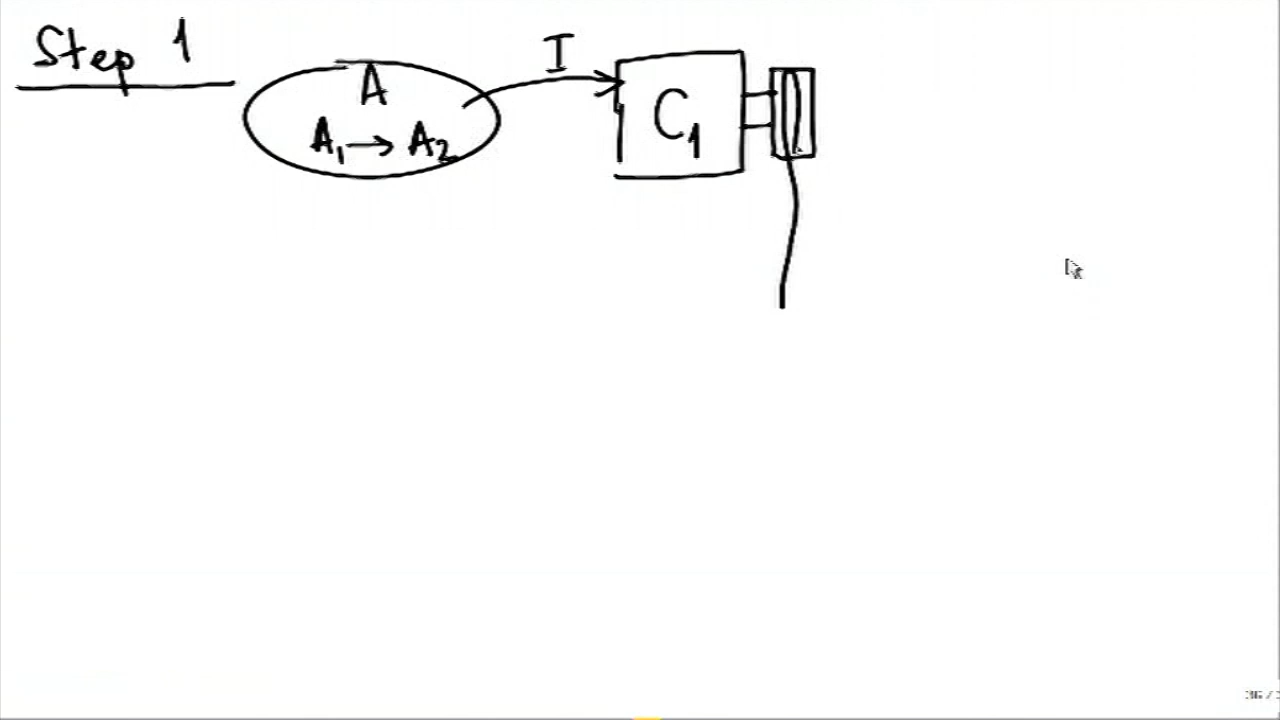 Step 1
I
A
C₁
A₁ → A₂